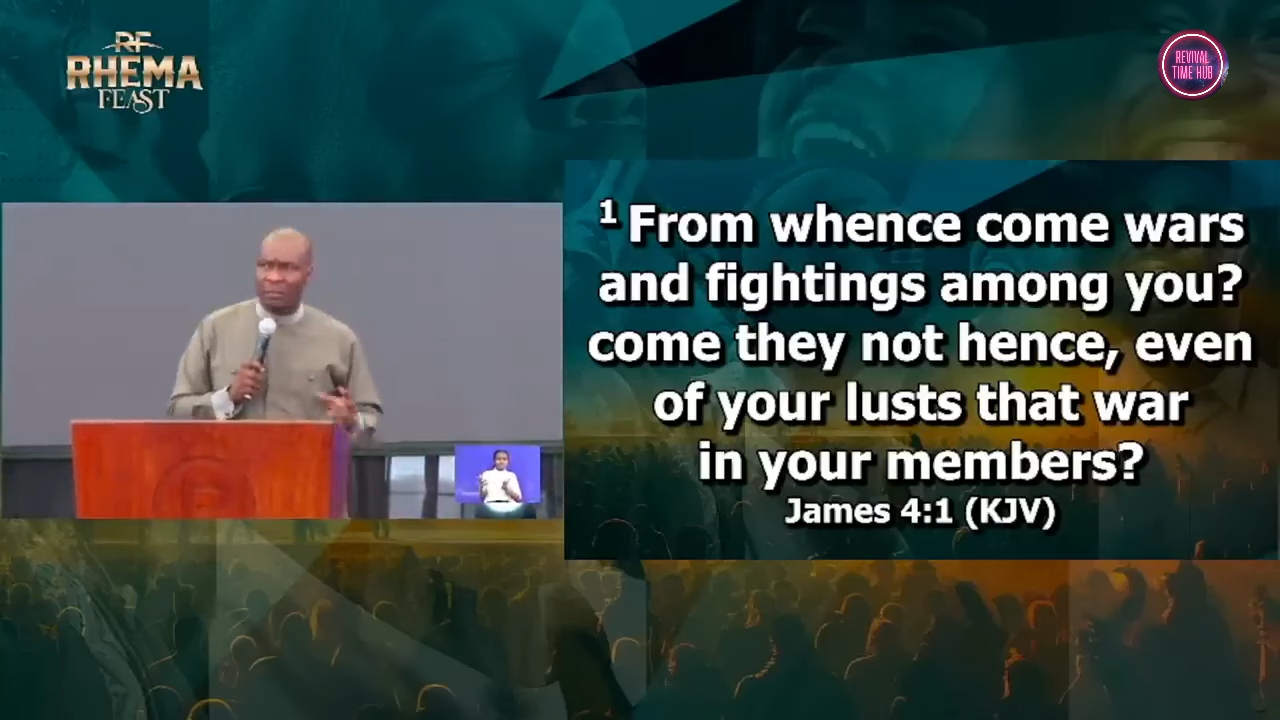 RF
RHEMA
FEAST
REVIVAL
TIME HUB
1 From whence come wars
and fightings among you?
come they not hence, even
of your lusts that war
in your members?
James 4:1 (KJV)